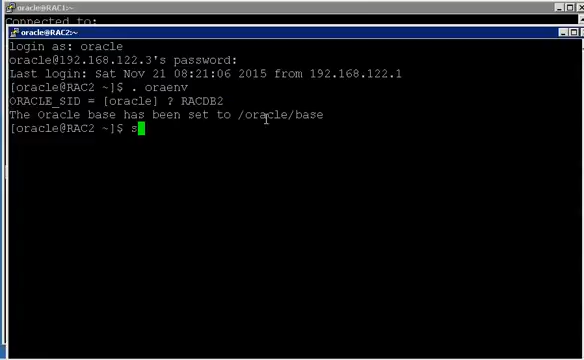 oracle@RAC1:~
Connected to:
oracle@RAC2:~
login as: oracle
oracle@192.168.122.3's password:
Last login: Sat Nov 21 08:21:06 2015 from 192.168.122.1
[oracle@RAC2 ~]$ . oraenv
ORACLE_SID = [oracle] ? RACDB2
The Oracle base has been set to /oracle/base
[oracle@RAC2 ~]$ s